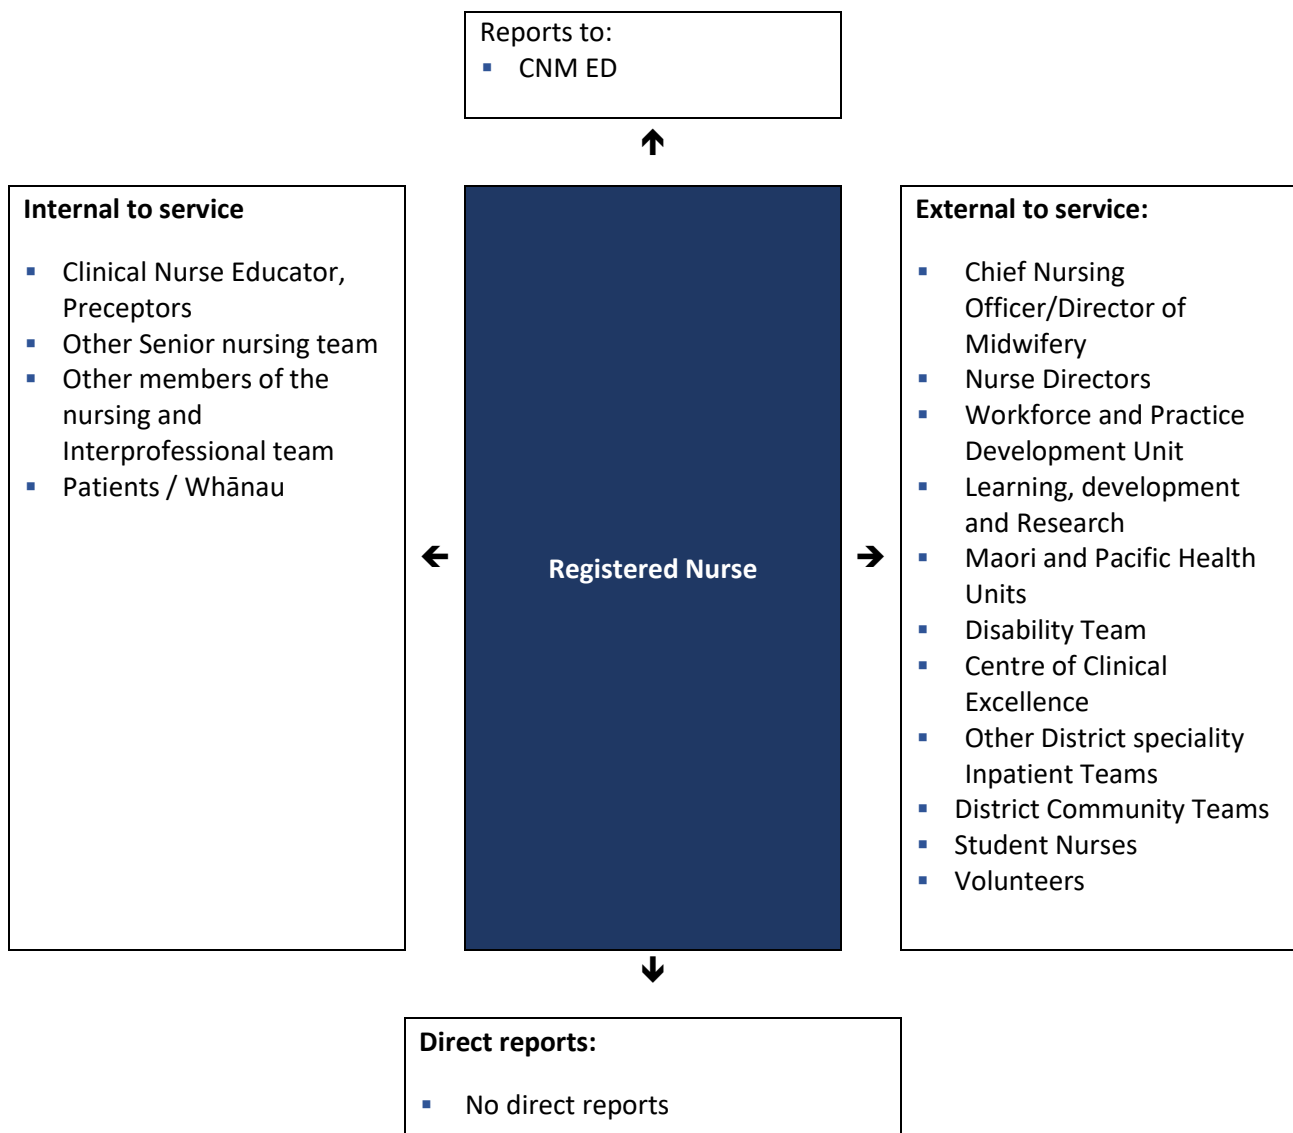 Reports to:
▪ CNM ED
Internal to service
▪ Clinical Nurse Educator,
Preceptors
▪ Other Senior nursing team
▪ Other members of the
nursing and
Interprofessional team
▪ Patients / Whānau
Registered Nurse
External to service:
▪ Chief Nursing
Officer/Director of
Midwifery
▪ Nurse Directors
▪ Workforce and Practice
Development Unit
▪ Learning, development
and Research
▪ Maori and Pacific Health
Units
▪ Disability Team
▪ Centre of Clinical
Excellence
▪ Other District speciality
Inpatient Teams
▪ District Community Teams
▪ Student Nurses
▪ Volunteers
Direct reports:
▪ No direct reports